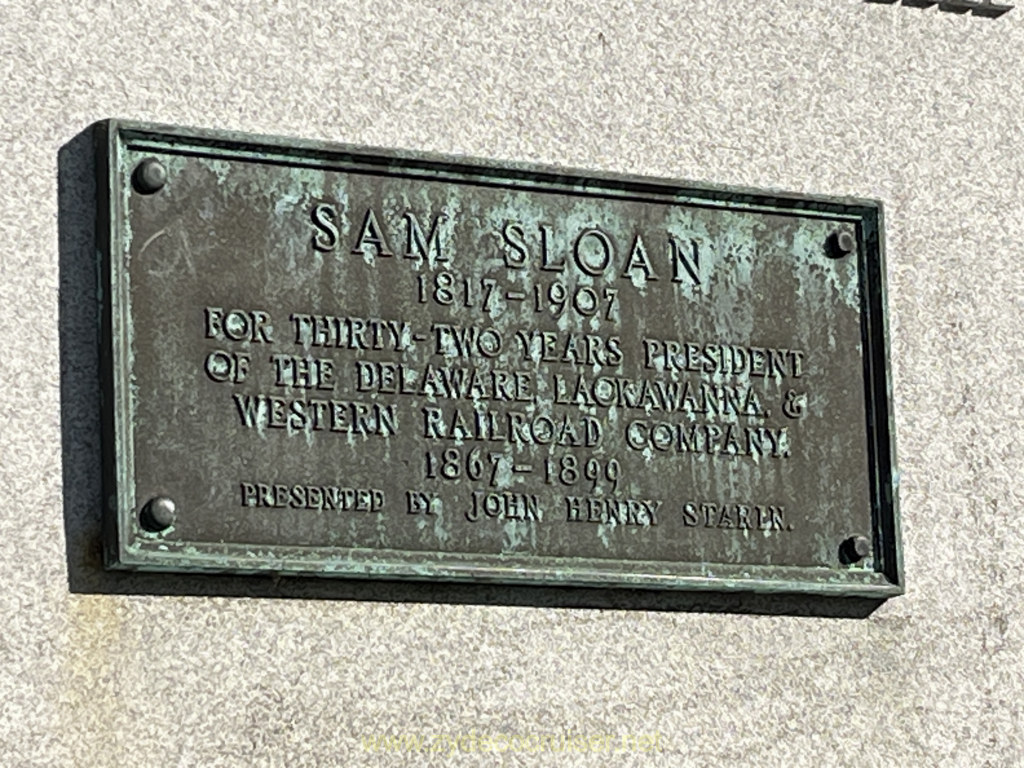 SAM SLOAN
1817-1907
FOR THIRTY-TWO YEARS PRESIDENT
OF THE DELAWARE, LACKAWANNA, &
WESTERN RAILROAD COMPANY.
1867-1899
PRESENTED BY JOHN HENRY STARIN.